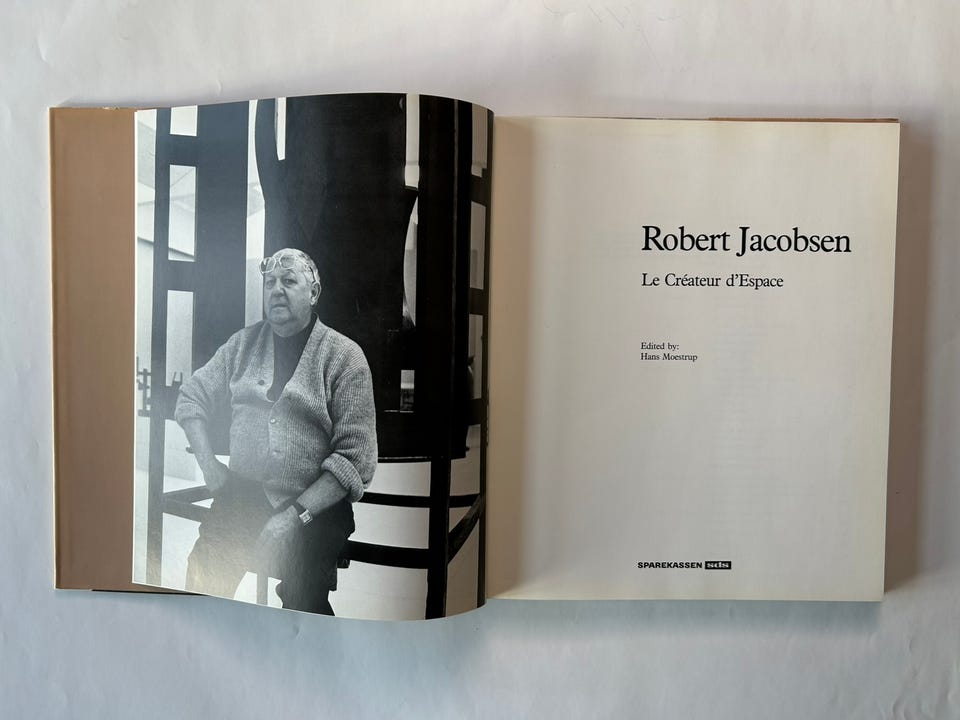 Robert Jacobsen
Le Créateur d'Espace
Edited by:
Hans Moestrup
SPAREKASSEN sds